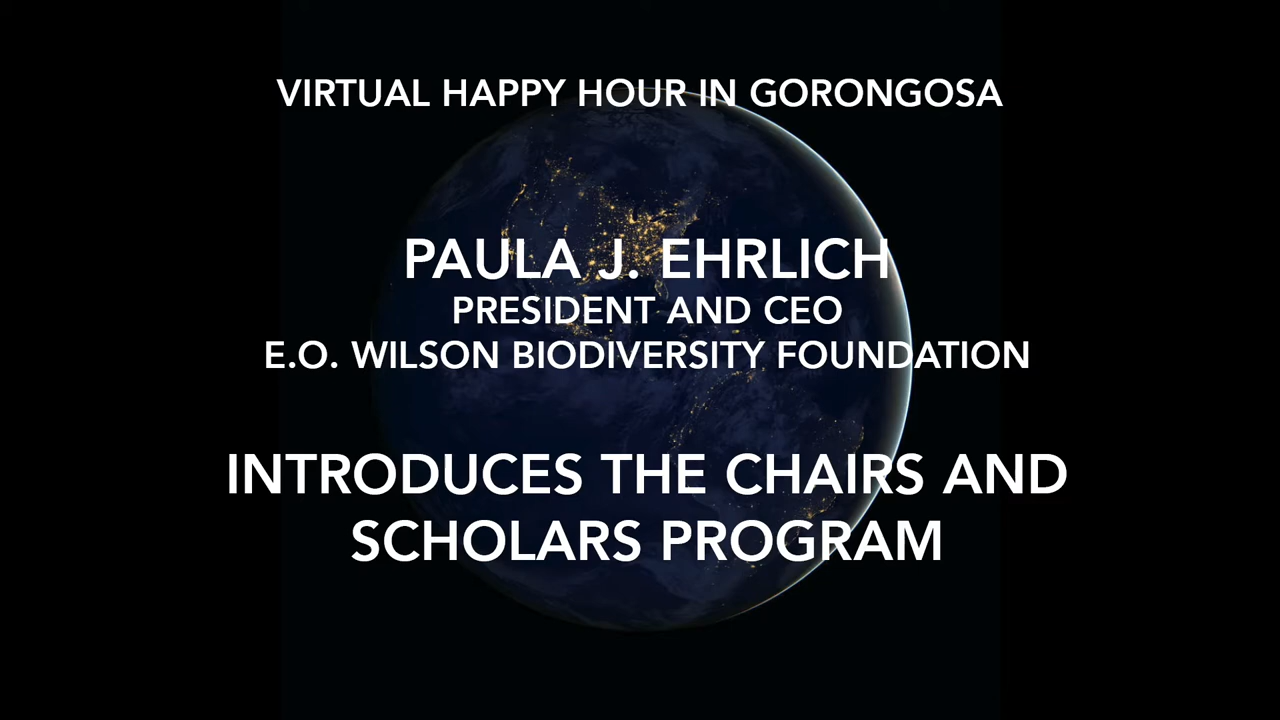 VIRTUAL HAPPY HOUR IN GORONGOSA
PAULA J. EHRLICH
PRESIDENT AND CEO
E.O. WILSON BIODIVERSITY FOUNDATION
INTRODUCES THE CHAIRS AND
SCHOLARS PROGRAM